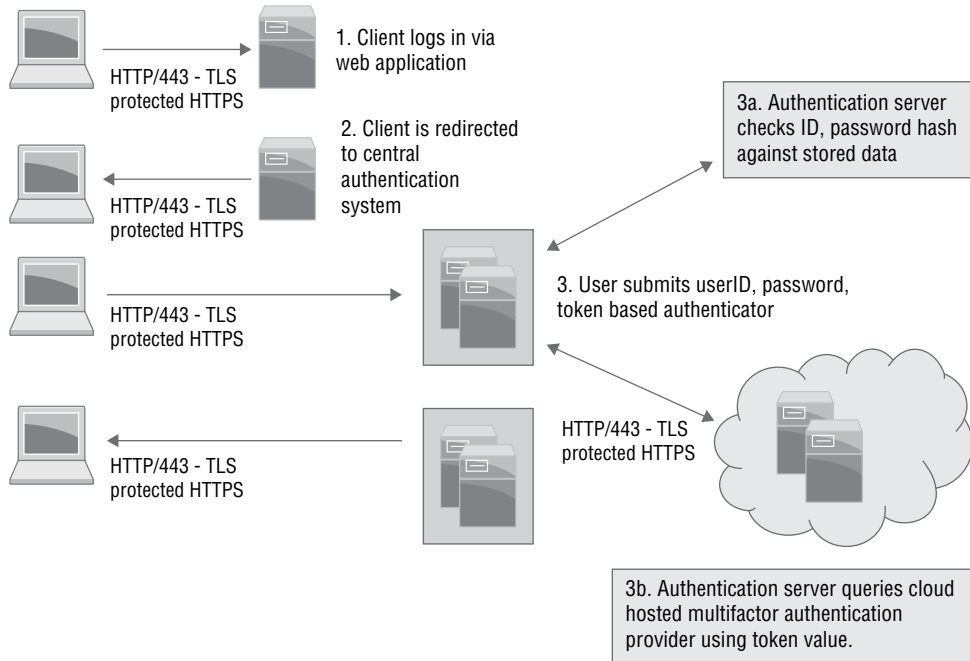 1. Client logs in via
web application
HTTP/443 - TLS
protected HTTPS
2. Client is redirected
to central
authentication
system
HTTP/443 - TLS
protected HTTPS
3a. Authentication server
checks ID, password hash
against stored data
3. User submits userID, password,
token based authenticator
HTTP/443 - TLS
protected HTTPS
HTTP/443 - TLS
protected HTTPS
HTTP/443 - TLS
protected HTTPS
3b. Authentication server queries cloud
hosted multifactor authentication
provider using token value.